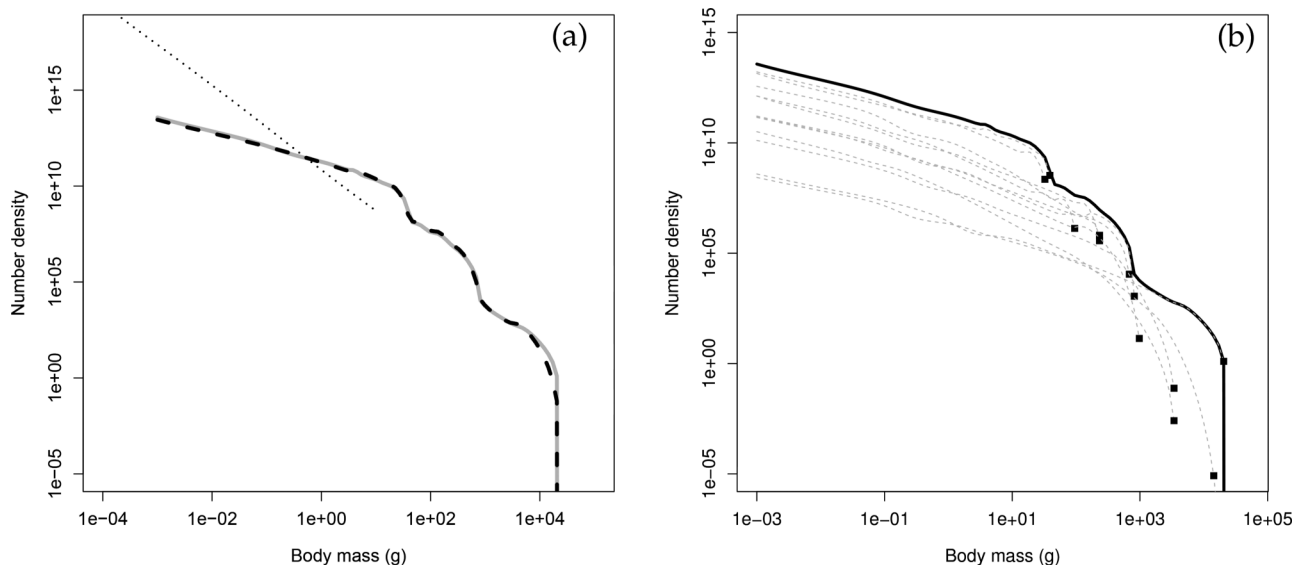 (a)
Number density
1e+15
1e+10
1e+05
1e+00
1e−05
1e−04
1e−02
1e+00
1e+02
1e+04
Body mass (g)
(b)
Number density
1e+15
1e+10
1e+05
1e+00
1e−05
1e−03
1e−01
1e+01
1e+03
1e+05
Body mass (g)